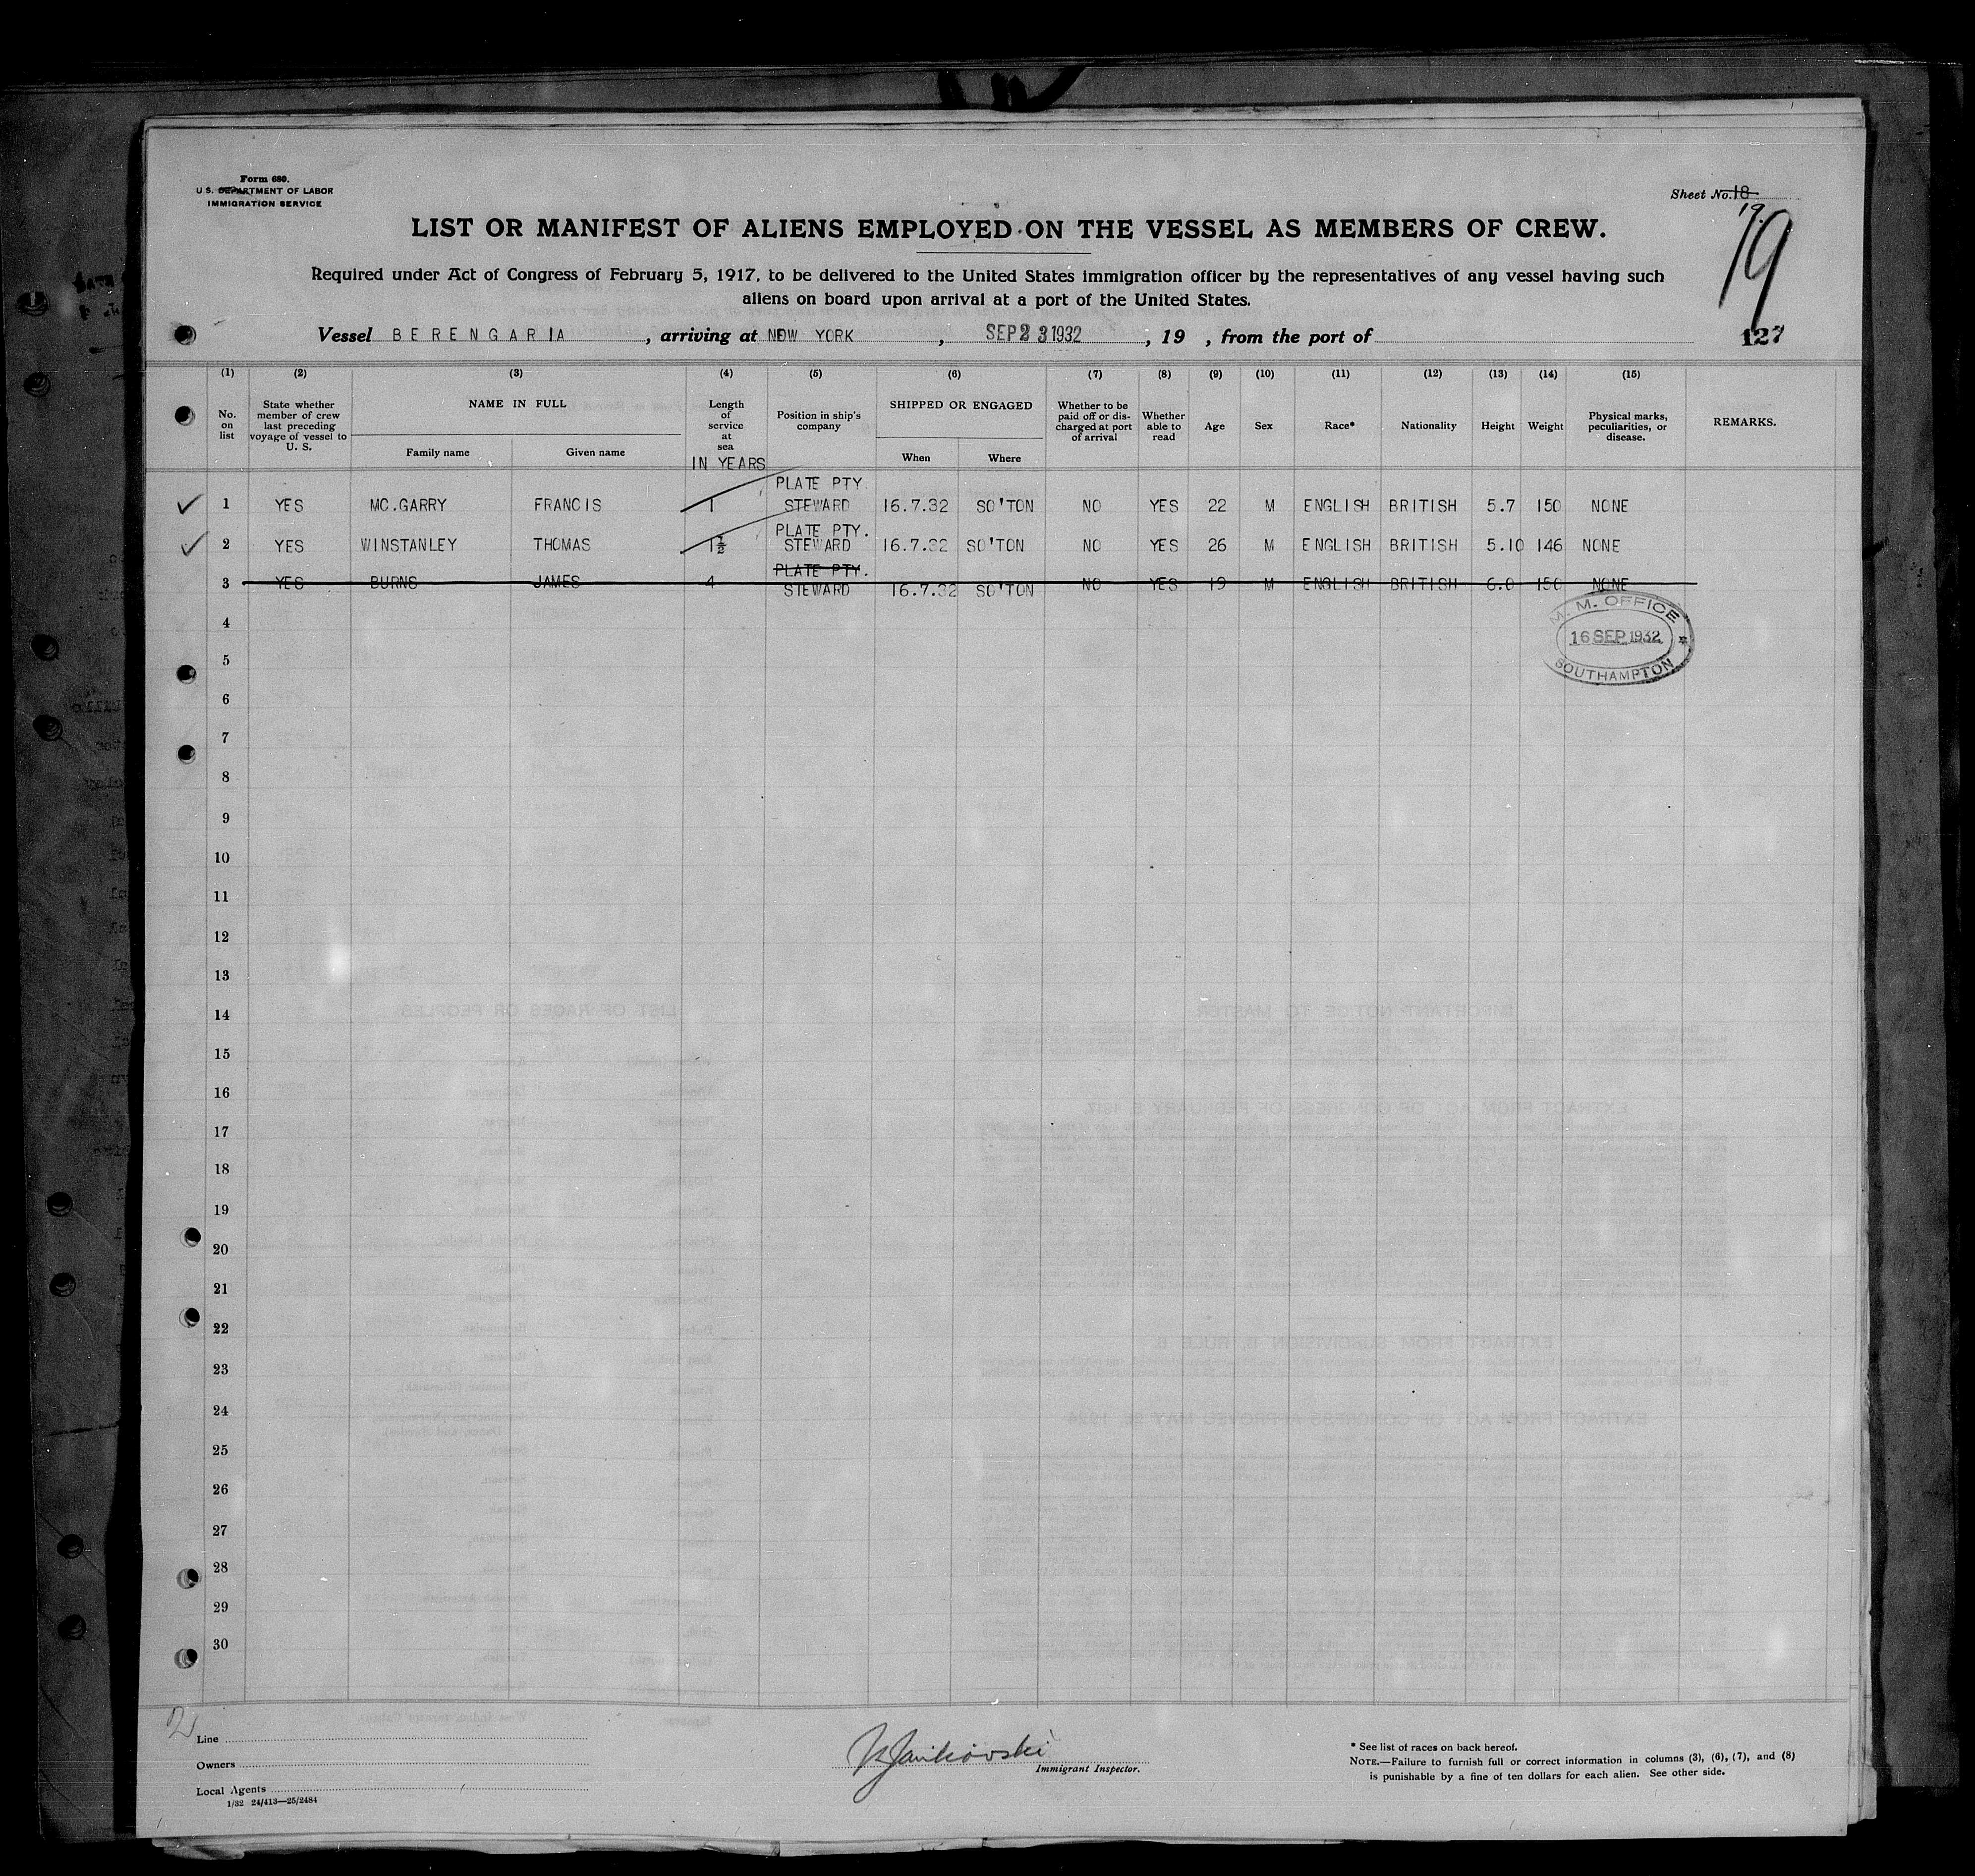 Form 680.
U.S. DEPARTMENT OF LABOR
IMMIGRATION SERVICE
Sheet No. 18
19.
19
LIST OR MANIFEST OF ALIENS EMPLOYED ON THE VESSEL AS MEMBERS OF CREW.
Required under Act of Congress of February 5, 1917, to be delivered to the United States immigration officer by the representatives of any vessel having such
aliens on board upon arrival at a port of the United States.
Vessel BERENGARIA, arriving at NEW YORK, SEP 23 1932, 19 , from the port of
127
(1) (2) (3) (4) (5) (6) (7) (8) (9) (10) (11) (12) (13) (14) (15)
No. on list
State whether member of crew last preceding voyage of vessel to U. S.
NAME IN FULL
Family name
Given name
Length of service at sea
IN YEARS
Position in ship's company
SHIPPED OR ENGAGED
When
Where
Whether to be paid off or discharged at port of arrival
Whether able to read
Age
Sex
Race*
Nationality
Height
Weight
Physical marks, peculiarities, or disease.
REMARKS.
PLATE PTY.
1 YES MC.GARRY FRANCIS 1 STEWARD 16.7.32 SO'TON NO YES 22 M ENGLISH BRITISH 5.7 150 NONE
PLATE PTY.
2 YES WINSTANLEY THOMAS 1½ STEWARD 16.7.32 SO'TON NO YES 26 M ENGLISH BRITISH 5.10 146 NONE
PLATE PTY.
3 YES BURNS JAMES 4 STEWARD 16.7.32 SO'TON NO YES 19 M ENGLISH BRITISH 6.0 150 NONE
M. M. OFFICE
16 SEP 1932
SOUTHAMPTON
4
5
6
7
8
9
10
11
12
13
14
15
16
17
18
19
20
21
22
23
24
25
26
27
28
29
30
2
Line
Owners
Local Agents
1/32 24/413—25/2484
Immigrant Inspector.
* See list of races on back hereof.
NOTE.—Failure to furnish full or correct information in columns (3), (6), (7), and (8)
is punishable by a fine of ten dollars for each alien. See other side.